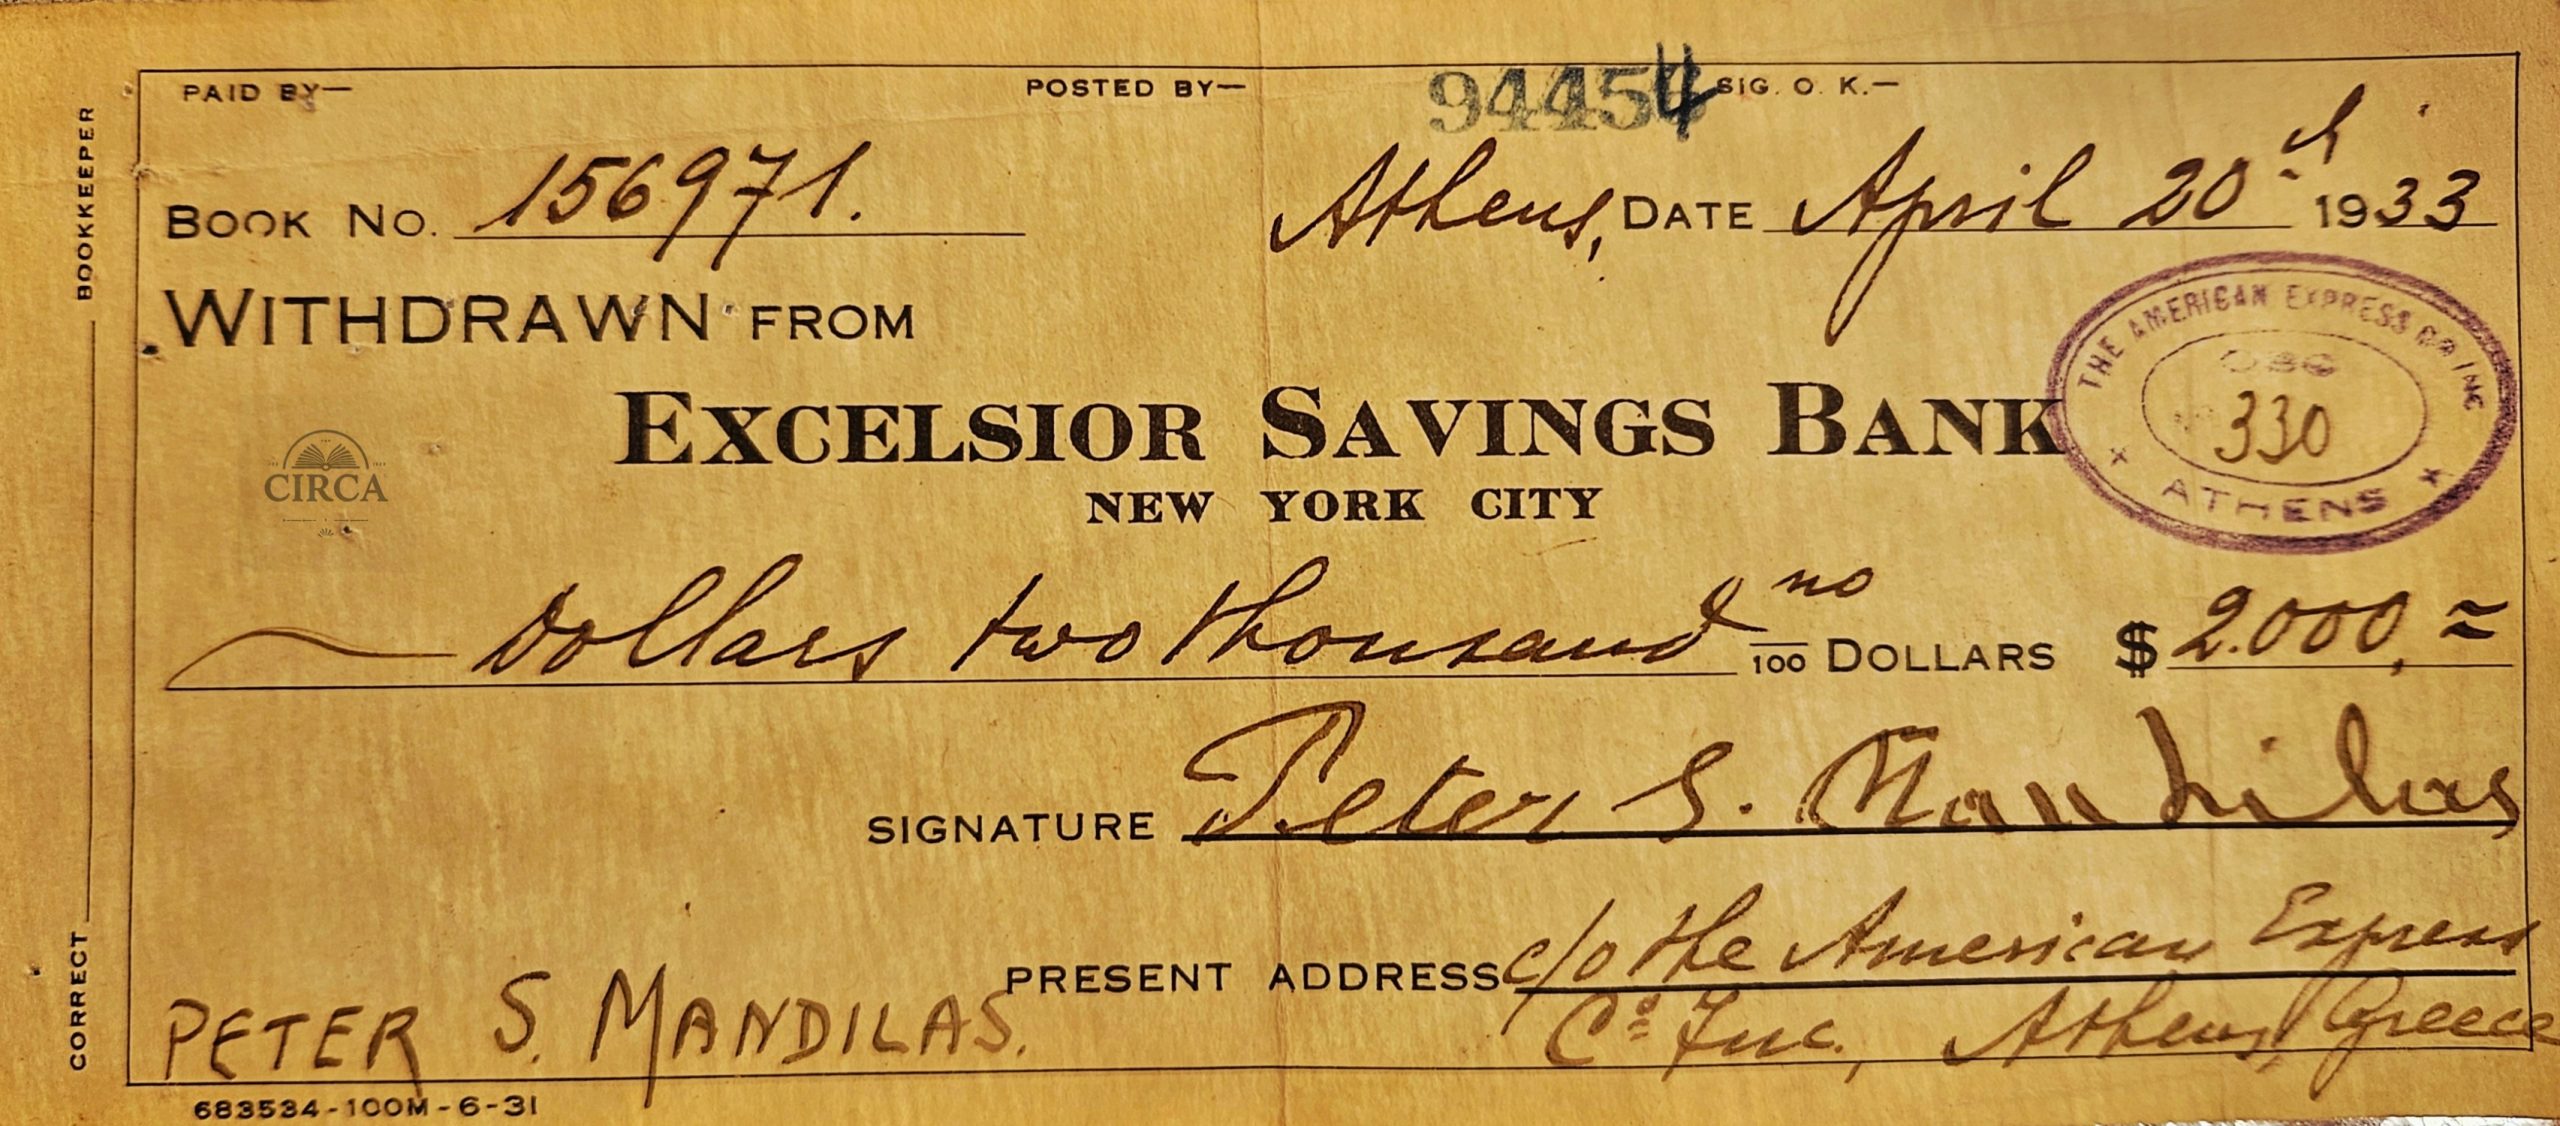 PAID BY— POSTED BY— 94454 SIG. O. K.—
BOOK NO. 156971. Athens, DATE April 20th 1933
WITHDRAWN FROM
EXCELSIOR SAVINGS BANK
NEW YORK CITY
THE AMERICAN EXPRESS CO INC
330
x ATHENS x
CIRCA
Dollars two thousand & no/100 DOLLARS $ 2.000,=
SIGNATURE Peter S. Mandilas
PRESENT ADDRESS c/o the American Express
Co Inc., Athens, Greece
PETER S. MANDILAS.
683534-100M-6-31
BOOKKEEPER
CORRECT